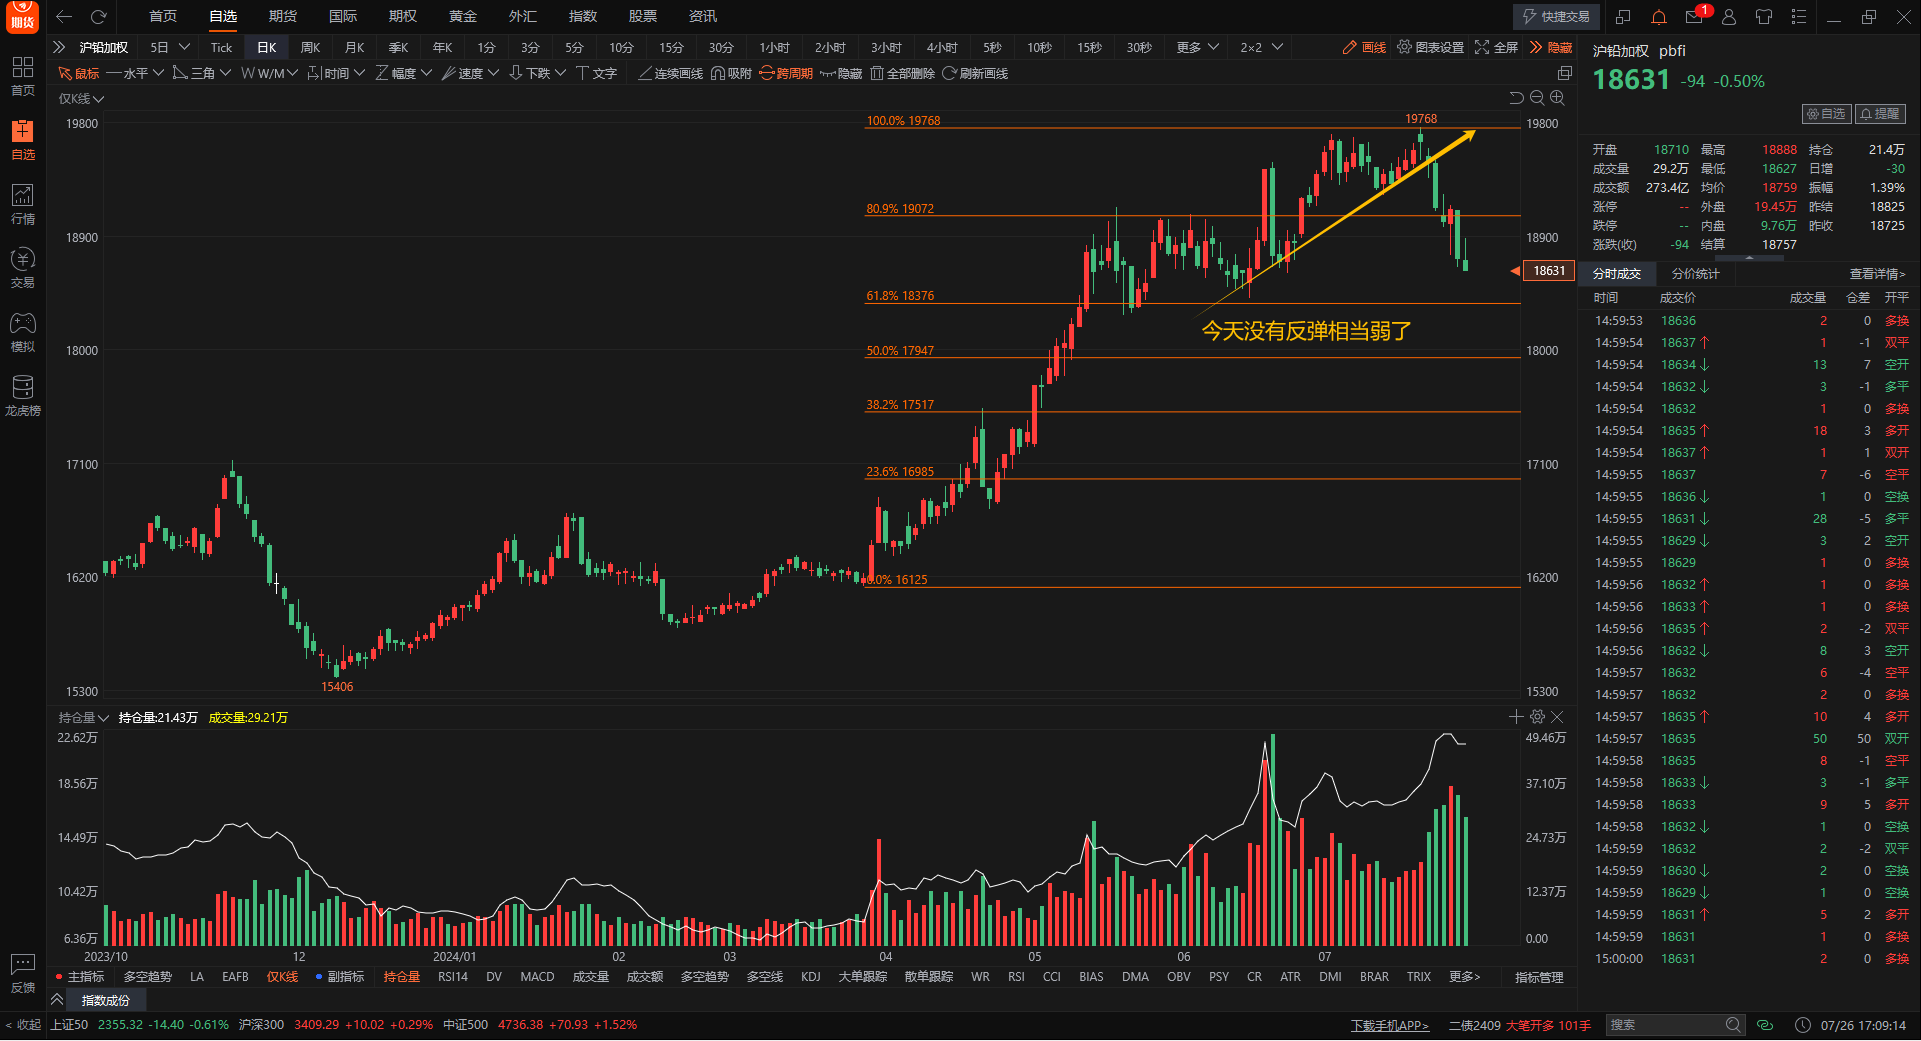 期货 首页 自选 期货 国际 期权 黄金 外汇 指数 股票 资讯 快捷交易 1
沪铅加权 5日 Tick 日K 周K 月K 季K 年K 1分 3分 5分 10分 15分 30分 1小时 2小时 3小时 4小时 5秒 10秒 15秒 30秒 更多 2×2 画线 图表设置 全屏 隐藏
鼠标 水平 三角 W/M 时间 幅度 速度 下跌 文字 连续画线 吸附 跨周期 隐藏 全部删除 刷新画线
首页
自选
行情
交易
模拟
龙虎榜
反馈
< 收起
仅K线
19800
18900
18000
17100
16200
15300
100.0% 19768
19768
80.9% 19072
61.8% 18376
50.0% 17947
38.2% 17517
23.6% 16985
0.0% 16125
15406
今天没有反弹相当弱了
19800
18900
18631
18000
17100
16200
15300
持仓量 持仓量:21.43万 成交量:29.21万
22.62万
18.56万
14.49万
10.42万
6.36万
49.46万
37.10万
24.73万
12.37万
0.00
2023/10 12 2024/01 02 03 04 05 06 07
主指标 多空趋势 LA EAFB 仅K线 副指标 持仓量 RSI14 DV MACD 成交量 成交额 多空趋势 多空线 KDJ 大单跟踪 散单跟踪 WR RSI CCI BIAS DMA OBV PSY CR ATR DMI BRAR TRIX 更多> 指标管理
指数成份
沪铅加权 pbfi
18631 -94 -0.50%
自选 提醒
开盘 18710 最高 18888 持仓 21.4万
成交量 29.2万 最低 18627 日增 -30
成交额 273.4亿 均价 18759 振幅 1.39%
涨停 -- 外盘 19.45万 昨结 18825
跌停 -- 内盘 9.76万 昨收 18725
涨跌(收) -94 结算 18757
分时成交 分价统计 查看详情>
时间 成交价 成交量 仓差 开平
14:59:53 18636 2 0 多换
14:59:54 18637↑ 1 -1 双平
14:59:54 18634↓ 13 7 空开
14:59:54 18632↓ 3 -1 多平
14:59:54 18632 1 0 多换
14:59:54 18635↑ 18 3 多开
14:59:54 18637↑ 1 1 双开
14:59:55 18637 7 -6 空平
14:59:55 18636↓ 1 0 空换
14:59:55 18631↓ 28 -5 多平
14:59:55 18629↓ 3 2 空开
14:59:55 18629 1 0 多换
14:59:56 18632↑ 1 0 多换
14:59:56 18633↑ 1 0 多换
14:59:56 18635↑ 2 -2 双平
14:59:56 18632↓ 8 3 空开
14:59:57 18632 6 -4 空平
14:59:57 18632 2 0 多换
14:59:57 18635↑ 10 4 多开
14:59:57 18635 50 50 双开
14:59:58 18635 8 -1 空平
14:59:58 18633↓ 3 -1 多平
14:59:58 18633 9 5 多开
14:59:58 18632↓ 1 0 空换
14:59:59 18632 2 -2 双平
14:59:59 18630↓ 2 0 空换
14:59:59 18629↓ 1 0 空换
14:59:59 18631↑ 5 2 多开
14:59:59 18631 1 0 多换
15:00:00 18631 2 0 多换
上证50 2355.32 -14.40 -0.61% 沪深300 3409.29 +10.02 +0.29% 中证500 4736.38 +70.93 +1.52% 下载手机APP> 二债2409 大笔开多 101手 搜索 07/26 17:09:14